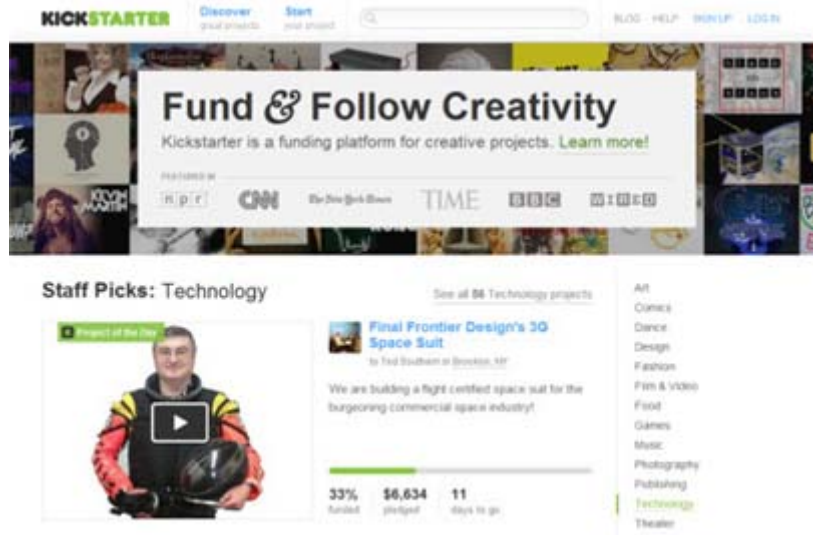 KICKSTARTER
Discover
great projects
Start
your project
BLOG HELP SIGN UP LOG IN
Fund & Follow Creativity
Kickstarter is a funding platform for creative projects. Learn more!
FEATURED IN
npr CNN The New York Times TIME BBC WIRED
KEVIN
MARTIN
Staff Picks: Technology
See all 56 Technology projects
Project of the Day
Final Frontier Design's 3G
Space Suit
by Ted Southern in Brooklyn, NY
We are building a flight certified space suit for the
burgeoning commercial space industry!
33% $6,634 11
funded pledged days to go
Art
Comics
Dance
Design
Fashion
Film & Video
Food
Games
Music
Photography
Publishing
Technology
Theater